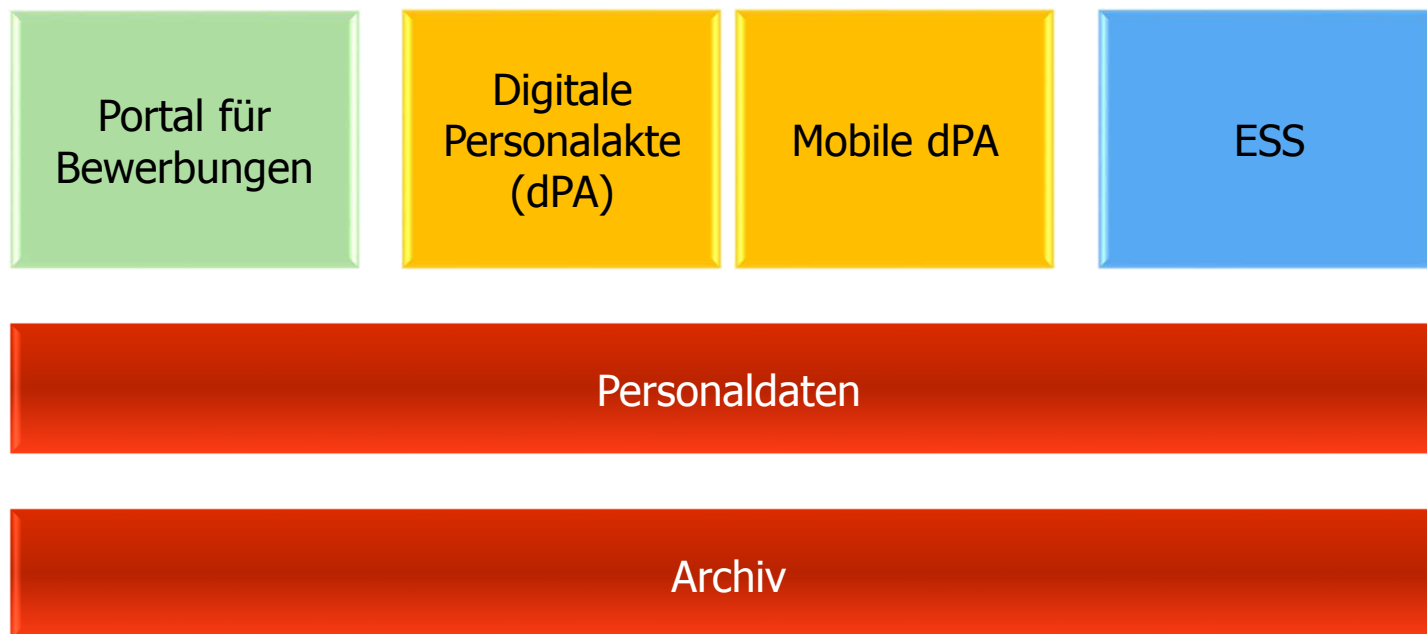 Portal für
Bewerbungen
Digitale
Personalakte
(dPA)
Mobile dPA
ESS
Personaldaten
Archiv